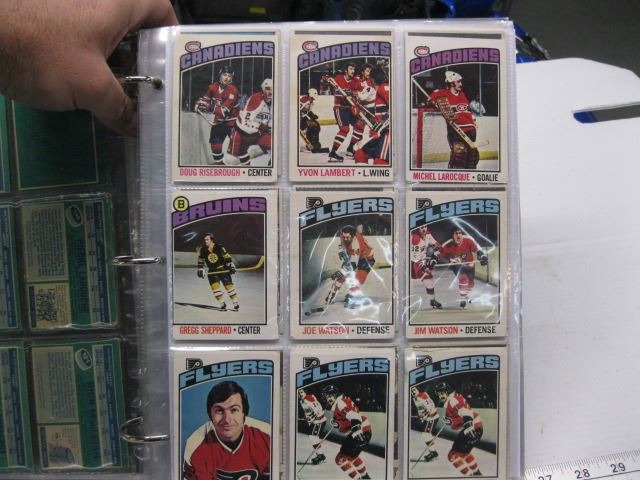 CANADIENS
DOUG RISEBROUGH • CENTER
CANADIENS
YVON LAMBERT • L.WING
CANADIENS
MICHEL LAROCQUE • GOALIE
B
BRUINS
GREGG SHEPPARD • CENTER
FLYERS
JOE WATSON • DEFENSE
FLYERS
JIM WATSON • DEFENSE
FLYERS
FLYERS
FLYERS
27 28 29